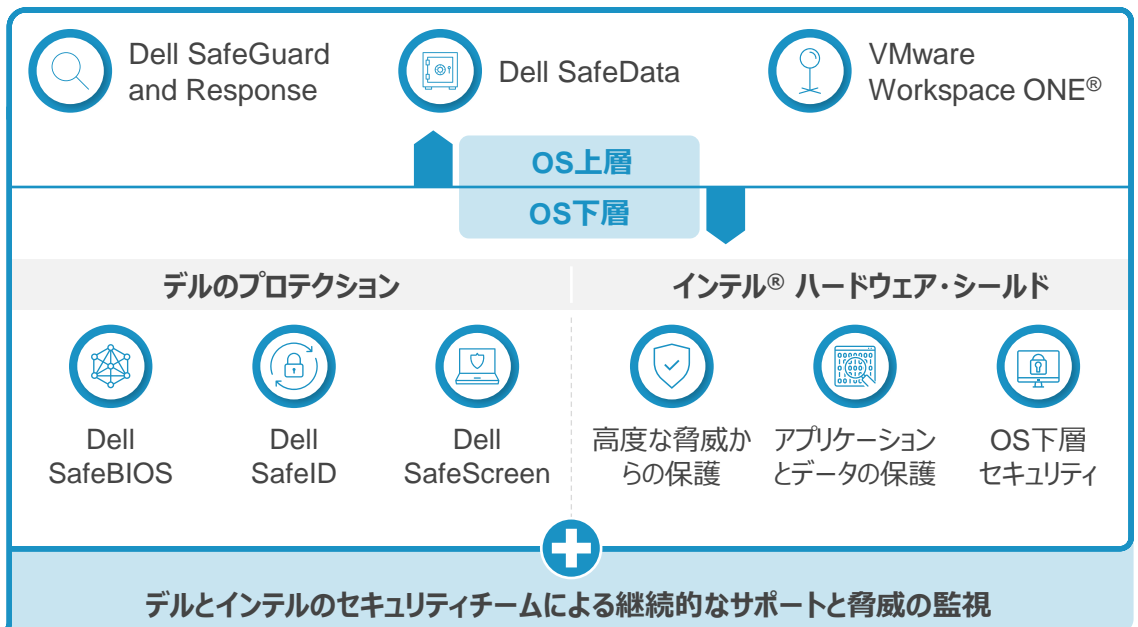 Dell SafeGuard
and Response
Dell SafeData
VMware
Workspace ONE®
OS上層
OS下層
デルのプロテクション
インテル® ハードウェア・シールド
Dell
SafeBIOS
Dell
SafeID
Dell
SafeScreen
高度な脅威か
らの保護
アプリケーション
とデータの保護
OS下層
セキュリティ
デルとインテルのセキュリティチームによる継続的なサポートと脅威の監視